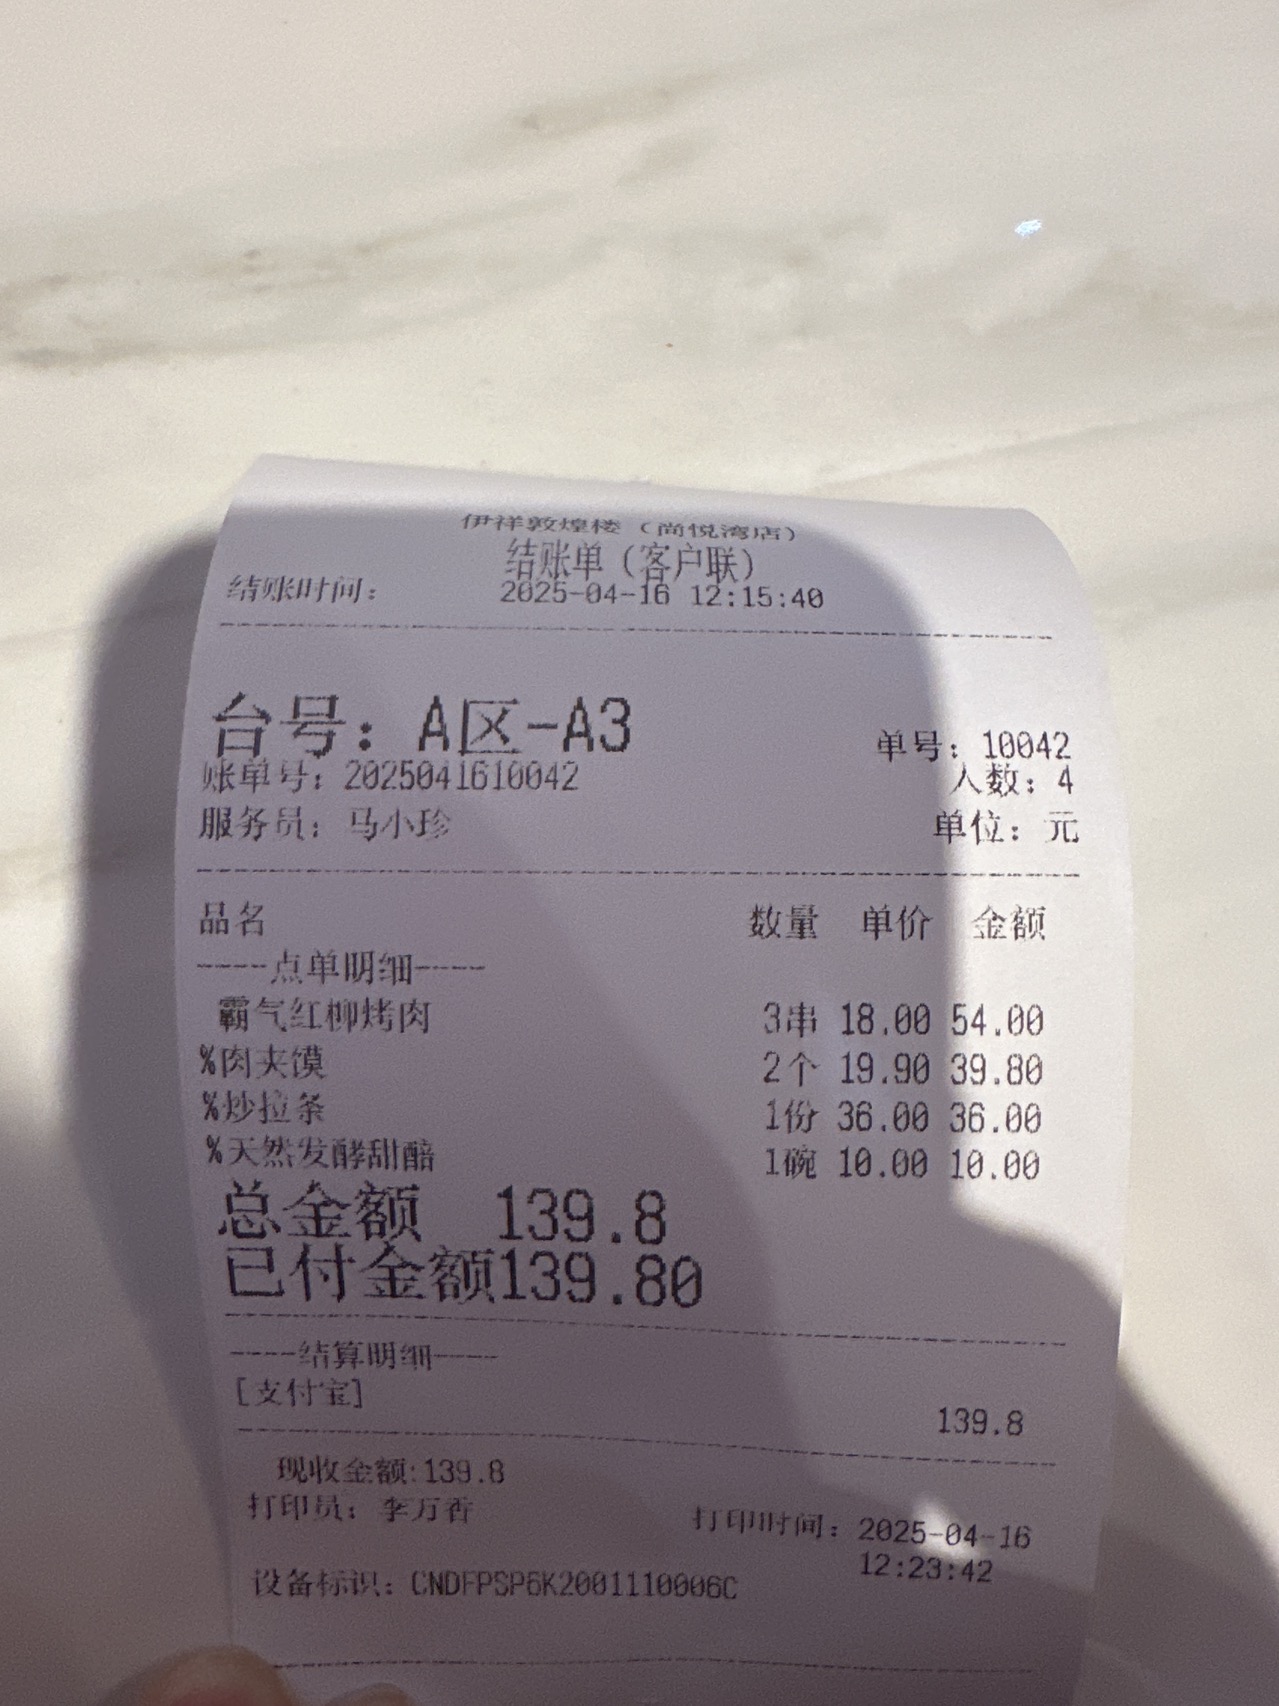 伊祥敦煌楼（尚悦湾店）
结账单（客户联）
结账时间： 2025-04-16 12:15:40
台号：A区-A3 单号：10042
账单号：2025041610042 人数：4
服务员：马小珍 单位：元
品名 数量 单价 金额
-----点单明细-----
霸气红柳烤肉 3串 18.00 54.00
%肉夹馍 2个 19.90 39.80
%炒拉条 1份 36.00 36.00
%天然发酵甜醅 1碗 10.00 10.00
总金额 139.8
已付金额139.80
-----结算明细-----
[支付宝] 139.8
现收金额:139.8
打印员：李万香 打印时间：2025-04-16
12:23:42
设备标识：CNDFPSP6K2001110006C